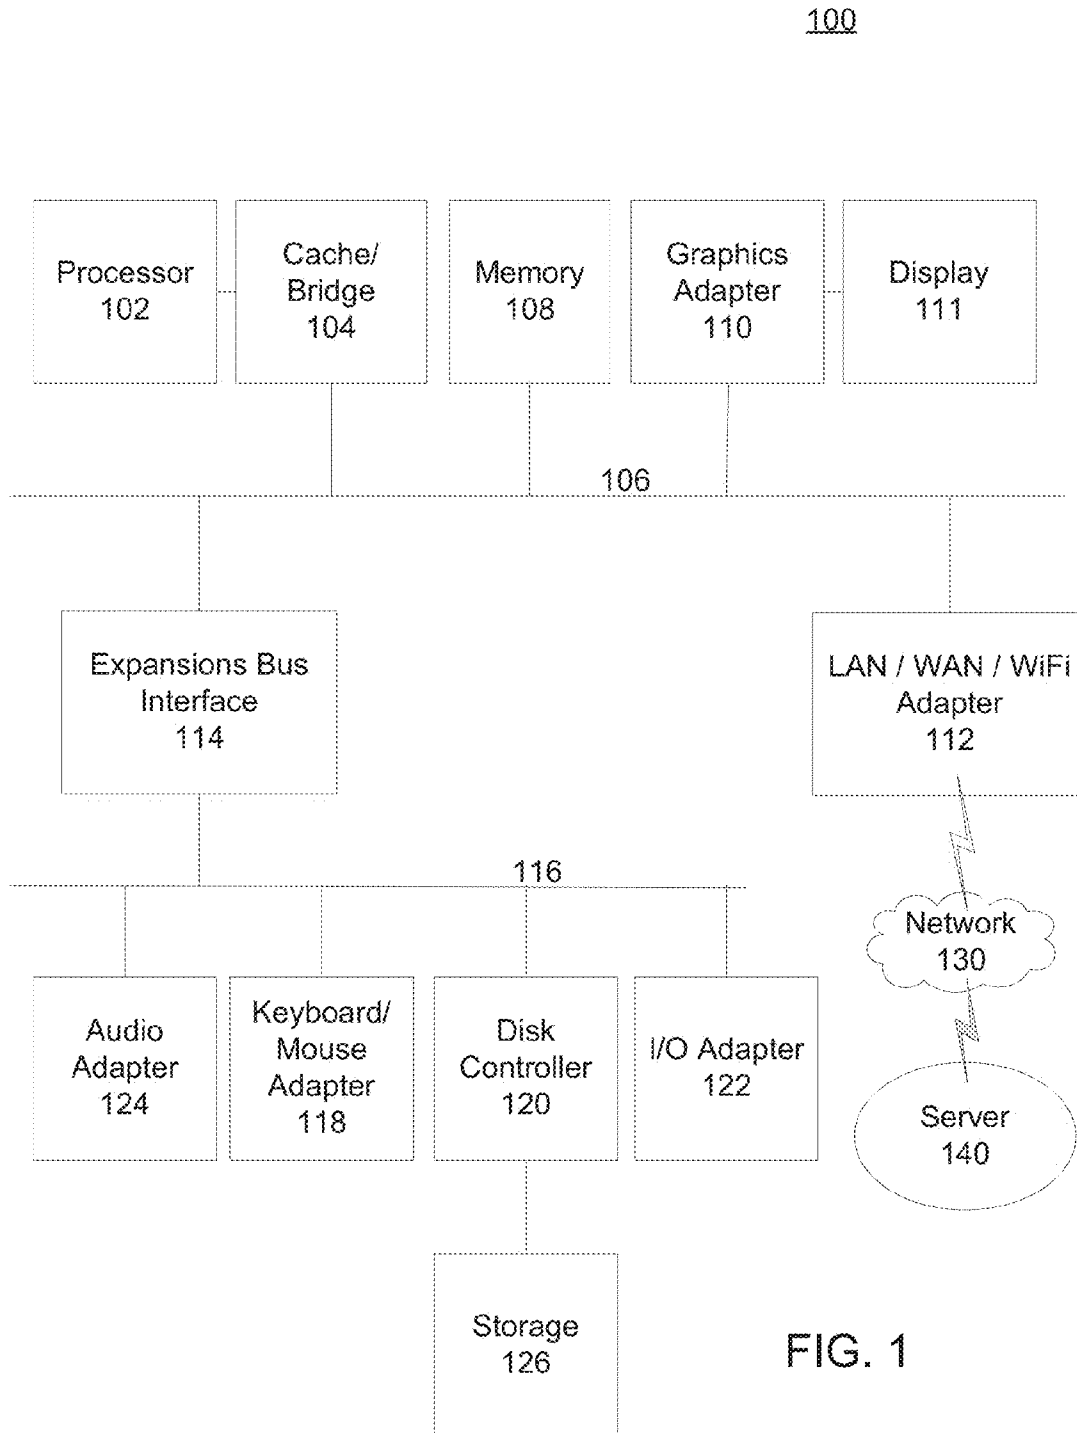 100
Processor
102
Cache/
Bridge
104
Memory
108
Graphics
Adapter
110
Display
111
106
Expansions Bus
Interface
114
LAN / WAN / WiFi
Adapter
112
116
Network
130
Audio
Adapter
124
Keyboard/
Mouse
Adapter
118
Disk
Controller
120
I/O Adapter
122
Server
140
Storage
126
FIG. 1